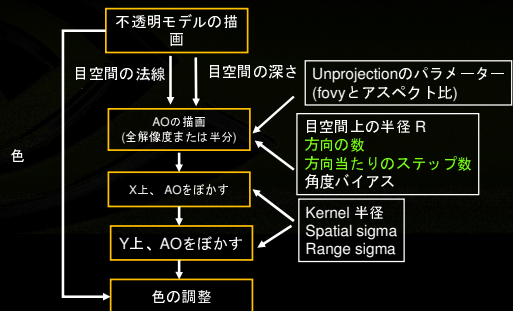 不透明モデルの描
画
目空間の法線
目空間の深さ
Unprojectionのパラメーター
(fovyとアスペクト比)
AOの描画
(全解像度または半分)
目空間上の半径 R
方向の数
方向当たりのステップ数
角度バイアス
色
X上、AOをぼかす
Kernel 半径
Spatial sigma
Range sigma
Y上、AOをぼかす
色の調整